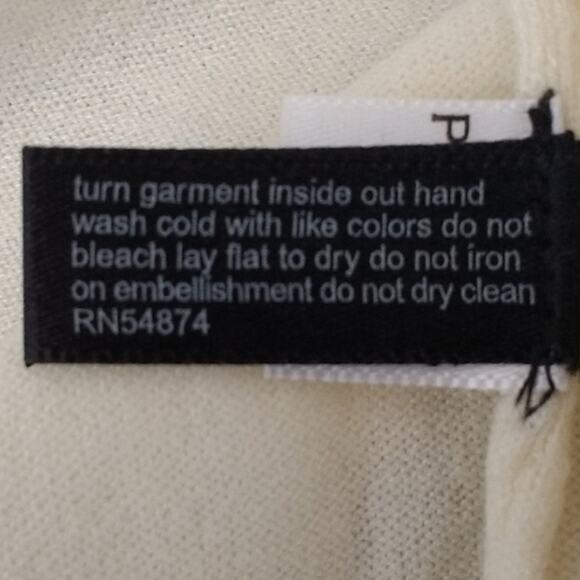 P
turn garment inside out hand
wash cold with like colors do not
bleach lay flat to dry do not iron
on embellishment do not dry clean
RN54874